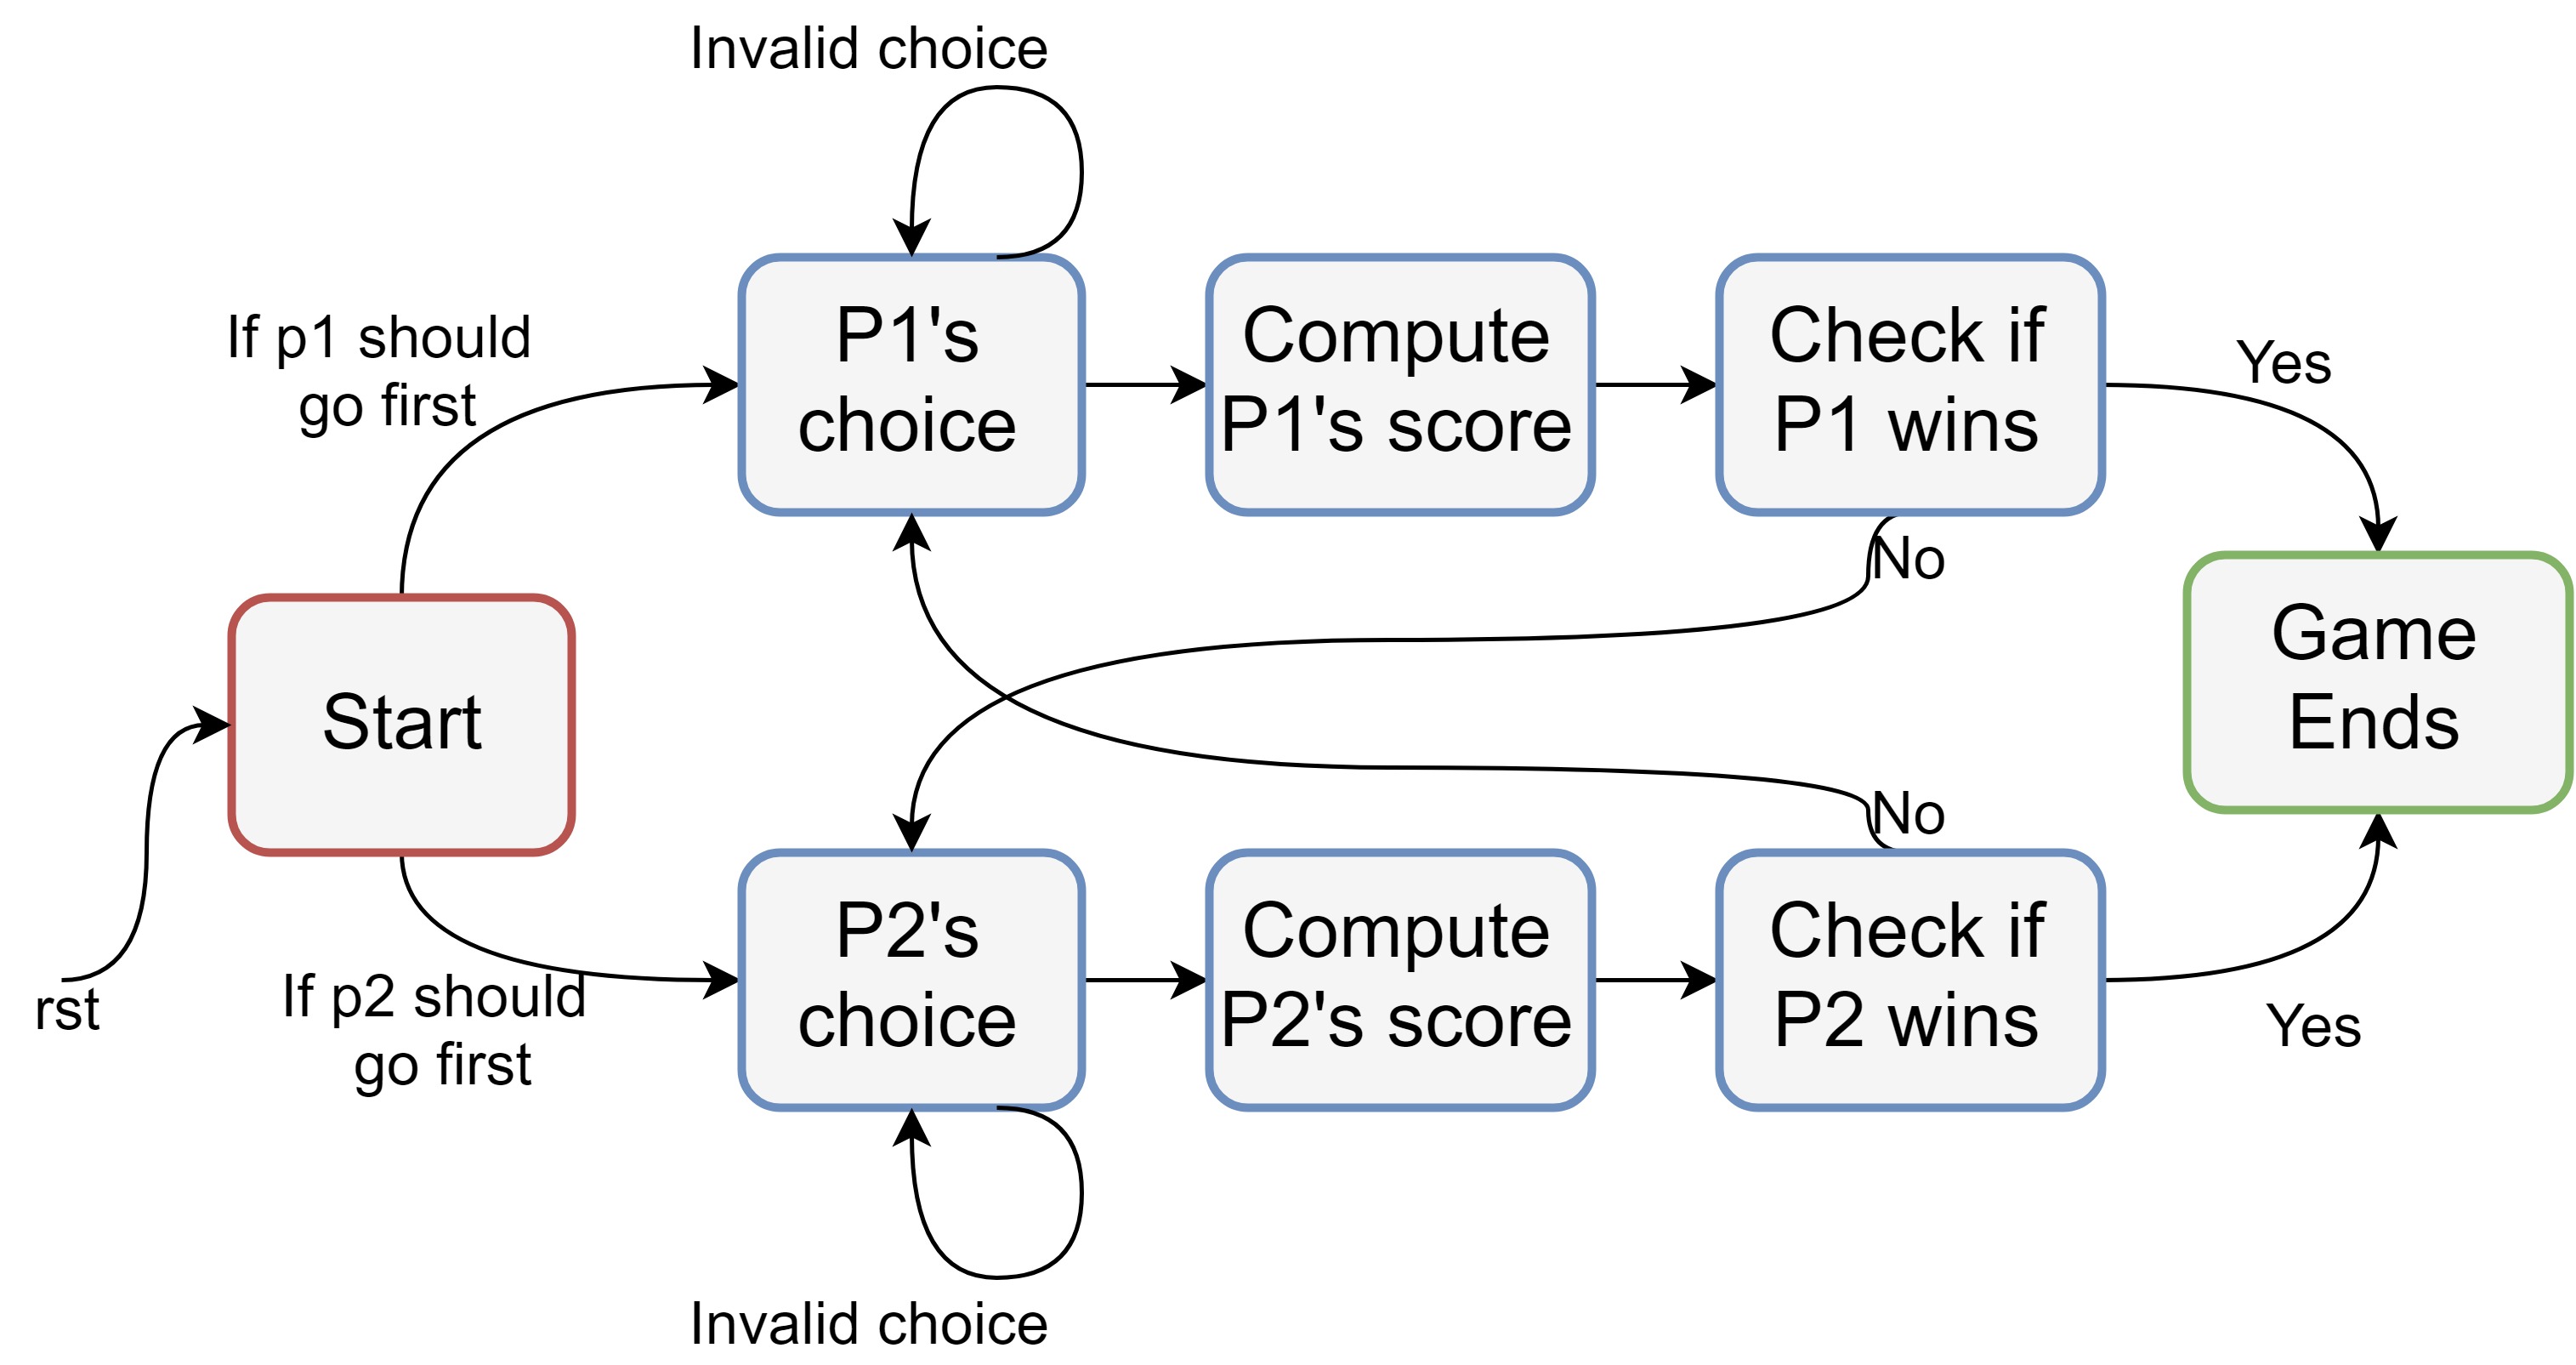 Invalid choice
If p1 should
go first
P1's
choice
Compute
P1's score
Check if
P1 wins
Yes
No
Start
Game
Ends
No
rst
If p2 should
go first
P2's
choice
Compute
P2's score
Check if
P2 wins
Yes
Invalid choice